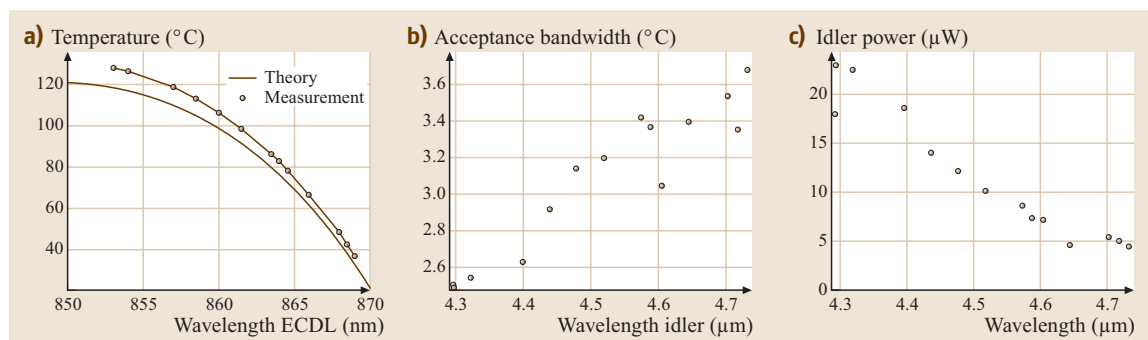 a) Temperature (°C)
120
100
80
60
40
850 855 860 865 870
Wavelength ECDL (nm)
Theory
Measurement
b) Acceptance bandwidth (°C)
3.6
3.4
3.2
3.0
2.8
2.6
4.3 4.4 4.5 4.6 4.7
Wavelength idler (µm)
c) Idler power (µW)
20
15
10
5
0
4.3 4.4 4.5 4.6 4.7
Wavelength (µm)